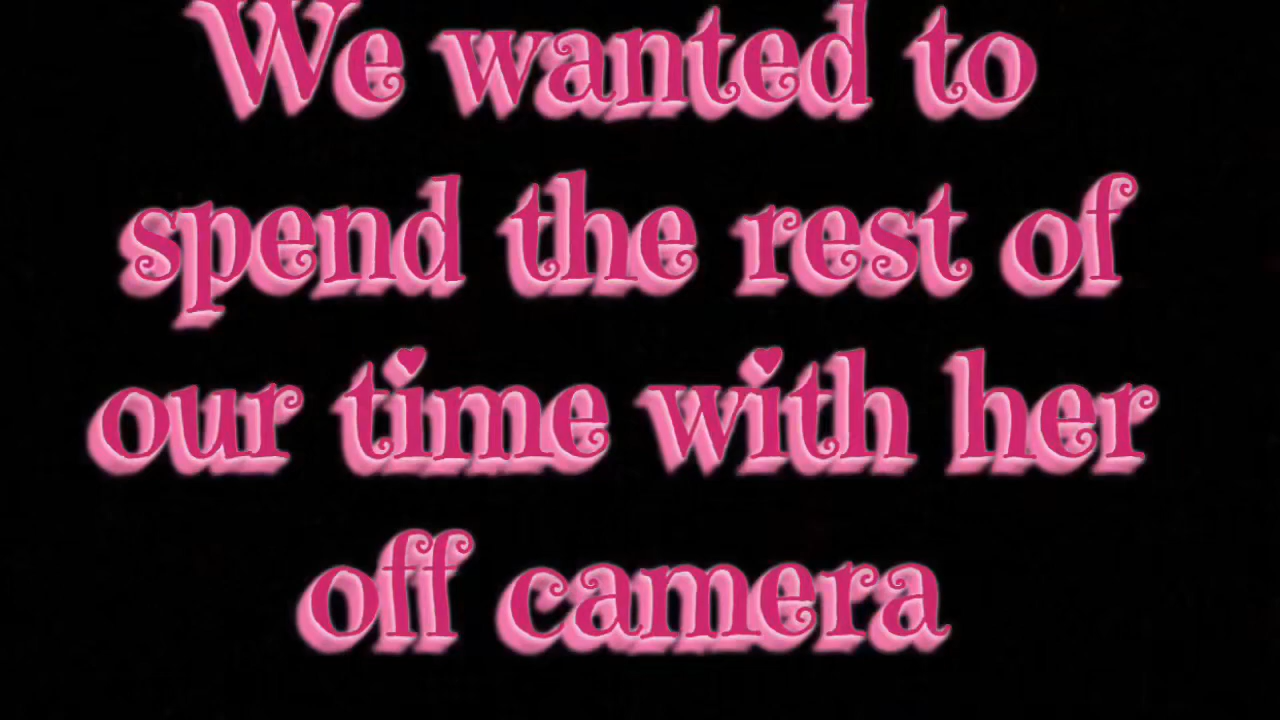 We wanted to
spend the rest of
our time with her
off camera